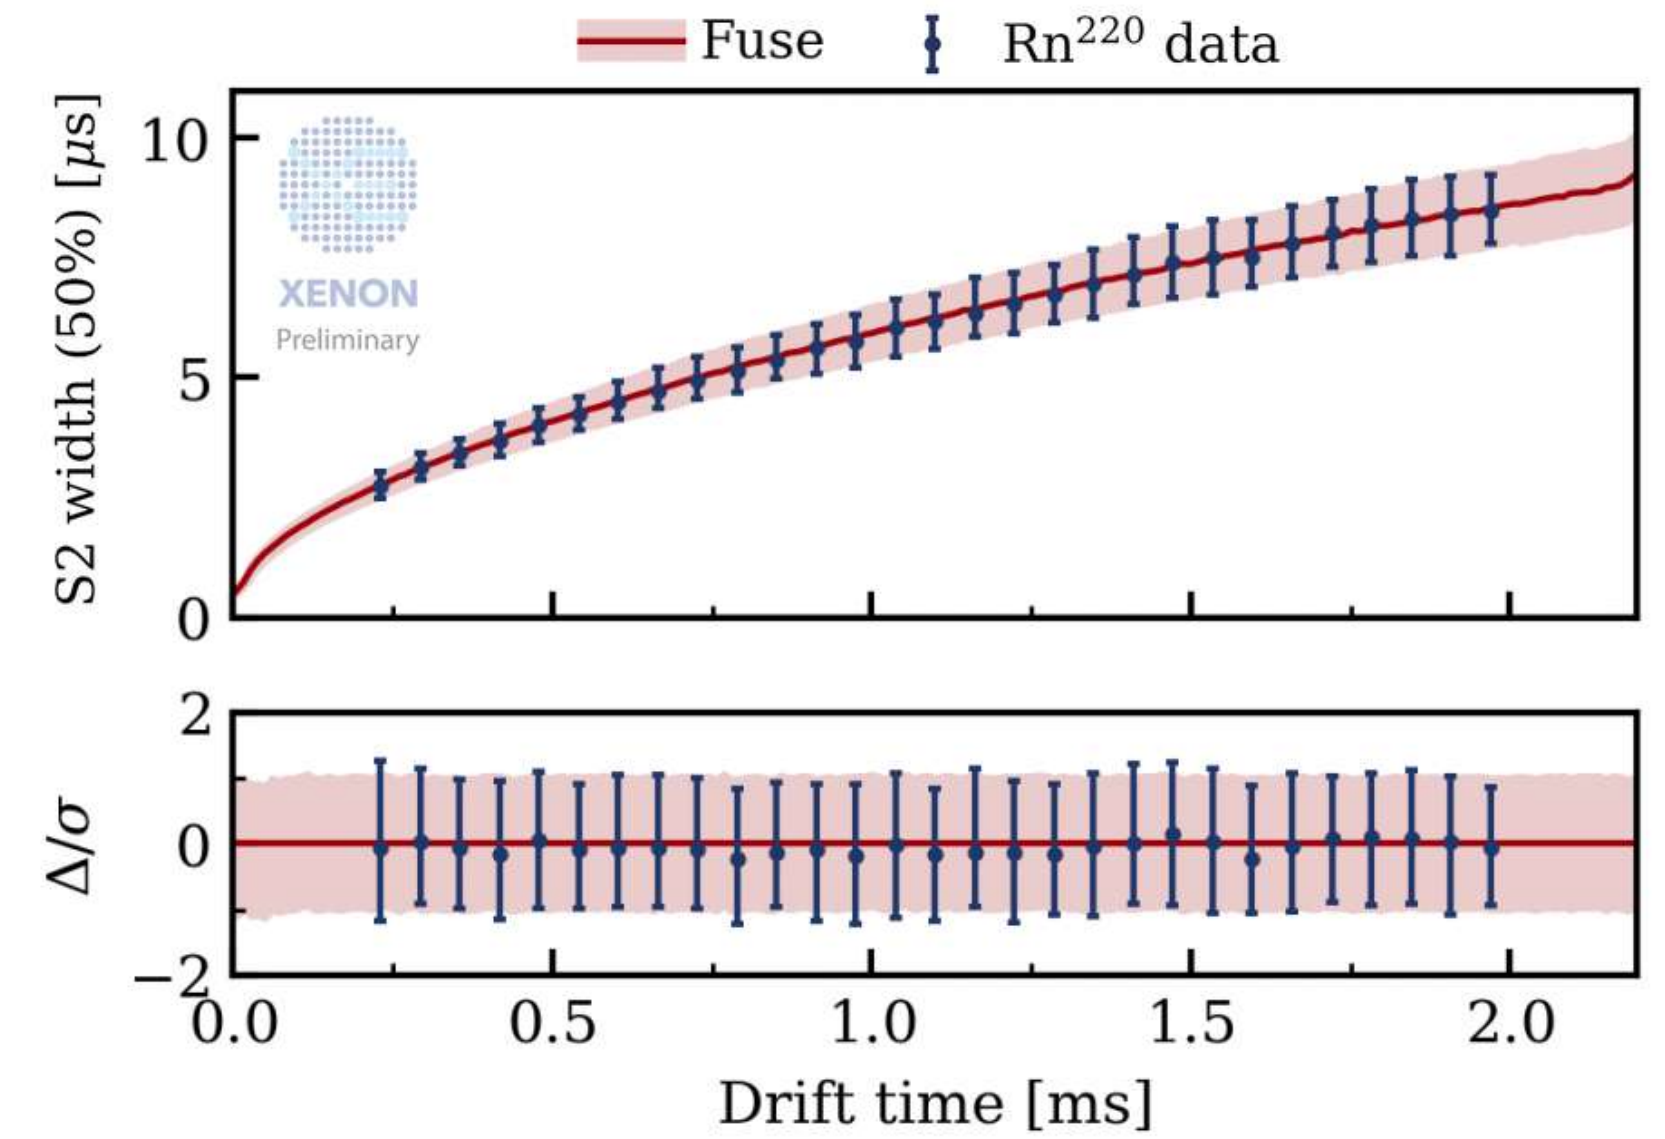 Fuse
Rn²²⁰ data
S2 width (50%) [μs]
10
5
0
XENON
Preliminary
Δ/σ
2
0
−2
0.0 0.5 1.0 1.5 2.0
Drift time [ms]